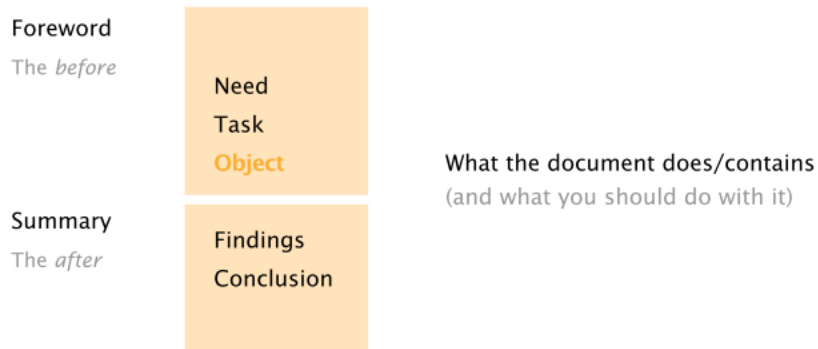 Foreword
The before
Need
Task
Object
What the document does/contains
(and what you should do with it)
Summary
The after
Findings
Conclusion